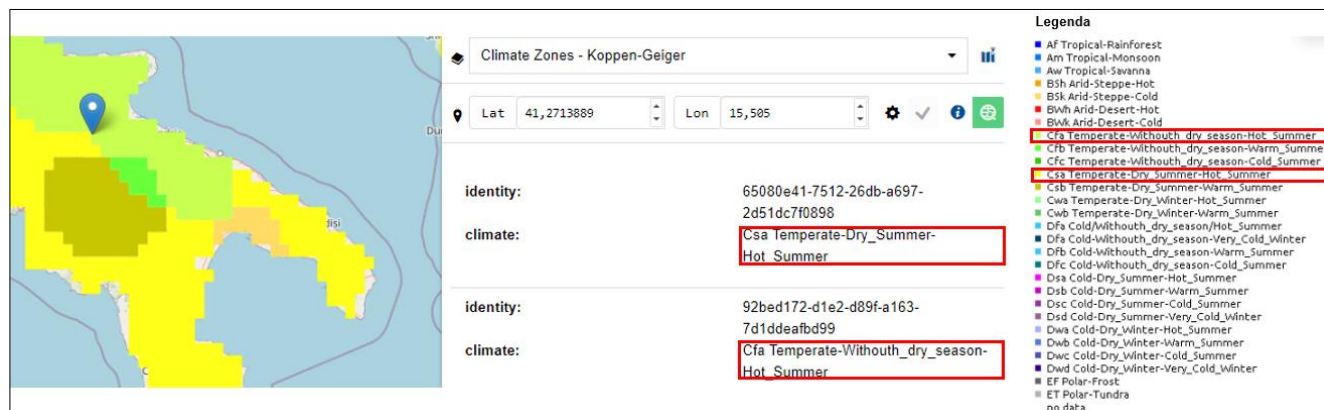 Climate Zones - Koppen-Geiger
Lat 41,2713889 Lon 15,505
identity: 65080e41-7512-26db-a697-
2d51dc7f0898
climate: Csa Temperate-Dry_Summer-
Hot_Summer
identity: 92bed172-d1e2-d89f-a163-
7d1ddeafbd99
climate: Cfa Temperate-Withouth_dry_season-
Hot_Summer
Legenda
Af Tropical-Rainforest
Am Tropical-Monsoon
Aw Tropical-Savanna
BSh Arid-Steppe-Hot
BSk Arid-Steppe-Cold
BWh Arid-Desert-Hot
BWk Arid-Desert-Cold
Cfa Temperate-Withouth_dry_season-Hot_Summer
Cfb Temperate-Withouth_dry_season-Warm_Summe
Cfc Temperate-Withouth_dry_season-Cold_Summer
Csa Temperate-Dry_Summer-Hot_Summer
Csb Temperate-Dry_Summer-Warm_Summer
Cwa Temperate-Dry_Winter-Hot_Summer
Cwb Temperate-Dry_Winter-Warm_Summer
Dfa Cold/Withouth_dry_season/Hot_Summer
Dfa Cold-Withouth_dry_season-Very_Cold_Winter
Dfb Cold-Withouth_dry_season-Warm_Summer
Dfc Cold-Withouth_dry_season-Cold_Summer
Dsa Cold-Dry_Summer-Hot_Summer
Dsb Cold-Dry_Summer-Warm_Summer
Dsc Cold-Dry_Summer-Cold_Summer
Dsd Cold-Dry_Summer-Very_Cold_Winter
Dwa Cold-Dry_Winter-Hot_Summer
Dwb Cold-Dry_Winter-Warm_Summer
Dwc Cold-Dry_Winter-Cold_Summer
Dwd Cold-Dry_Winter-Very_Cold_Winter
EF Polar-Frost
ET Polar-Tundra
no data